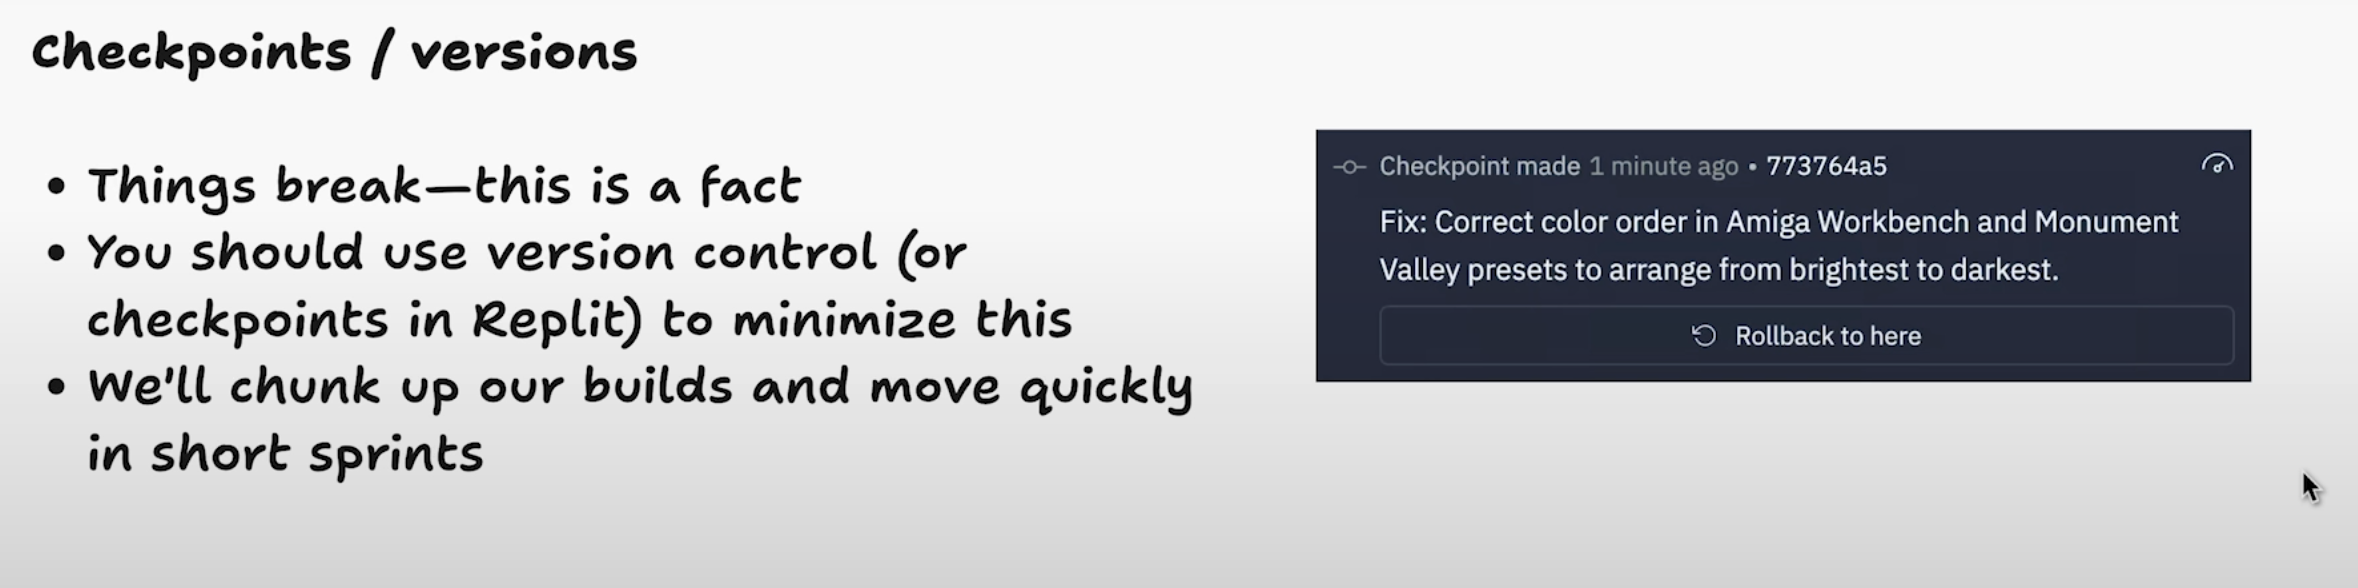 Checkpoints / versions
• Things break—this is a fact
• You should use version control (or
checkpoints in Replit) to minimize this
• We'll chunk up our builds and move quickly
in short sprints
Checkpoint made 1 minute ago • 773764a5
Fix: Correct color order in Amiga Workbench and Monument
Valley presets to arrange from brightest to darkest.
Rollback to here